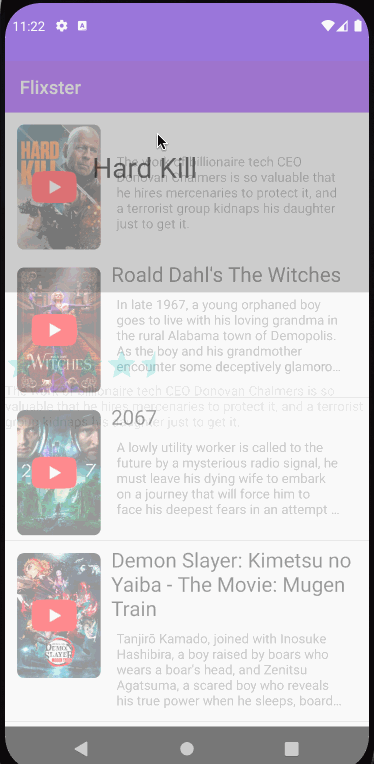 11:22
Flixster
HARD
KILL
Hard Kill
The work of billionaire tech CEO
Donovan Chalmers is so valuable that
he hires mercenaries to protect it, and
a terrorist group kidnaps his daughter
just to get it.
Roald Dahl's The Witches
In late 1967, a young orphaned boy
goes to live with his loving grandma in
the rural Alabama town of Demopolis.
As the boy and his grandmother
encounter some deceptively glamoro...
WITCHES
The work of billionaire tech CEO Donovan Chalmers is so
valuable that he hires mercenaries to protect it, and a terrorist
group kidnaps his daughter just to get it.
2067
A lowly utility worker is called to the
future by a mysterious radio signal, he
must leave his dying wife to embark
on a journey that will force him to
face his deepest fears in an attempt ...
Demon Slayer: Kimetsu no
Yaiba - The Movie: Mugen
Train
Tanjirō Kamado, joined with Inosuke
Hashibira, a boy raised by boars who
wears a boar's head, and Zenitsu
Agatsuma, a scared boy who reveals
his true power when he sleeps, board...
DEMON
SLAYER